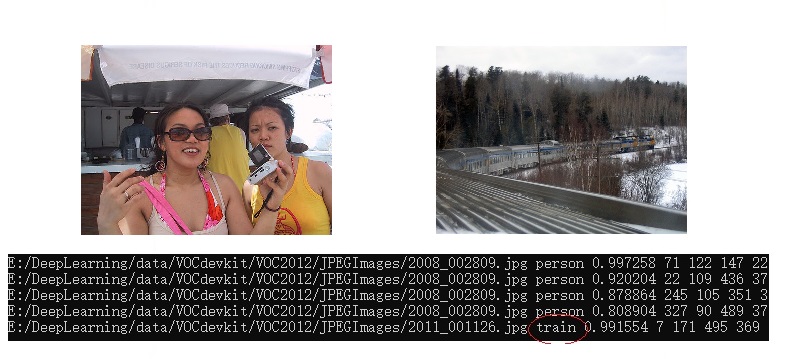 E:/DeepLearning/data/VOCdevkit/VOC2012/JPEGImages/2008_002809.jpg person 0.997258 71 122 147 22
E:/DeepLearning/data/VOCdevkit/VOC2012/JPEGImages/2008_002809.jpg person 0.920204 22 109 436 37
E:/DeepLearning/data/VOCdevkit/VOC2012/JPEGImages/2008_002809.jpg person 0.878864 245 105 351 3
E:/DeepLearning/data/VOCdevkit/VOC2012/JPEGImages/2008_002809.jpg person 0.808904 327 90 489 37
E:/DeepLearning/data/VOCdevkit/VOC2012/JPEGImages/2011_001126.jpg train 0.991554 7 171 495 369